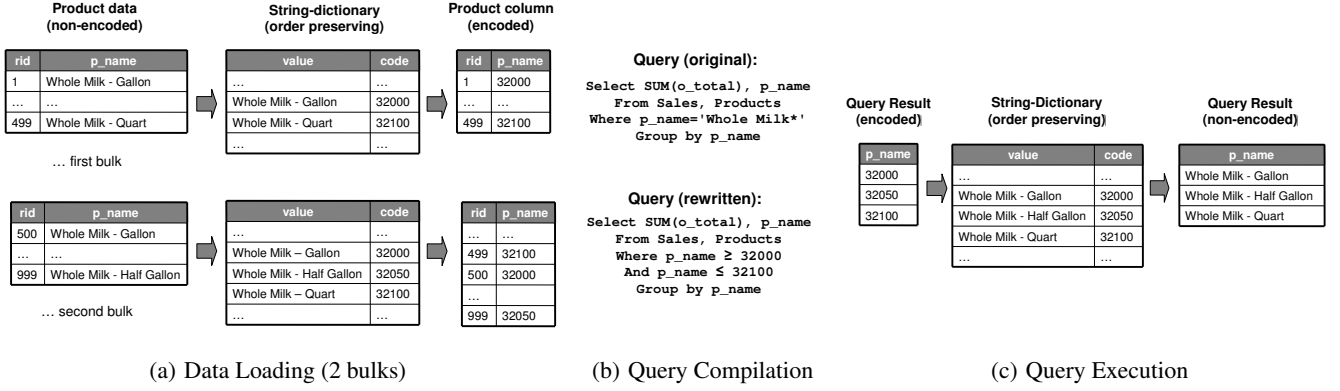 Product data
(non-encoded)
rid p_name
1 Whole Milk - Gallon
… …
499 Whole Milk - Quart
… first bulk
String-dictionary
(order preserving)
value code
… …
Whole Milk - Gallon 32000
Whole Milk - Quart 32100
… …
Product column
(encoded)
rid p_name
1 32000
… …
499 32100
rid p_name
500 Whole Milk - Gallon
… …
999 Whole Milk - Half Gallon
… second bulk
value code
… …
Whole Milk – Gallon 32000
Whole Milk - Half Gallon 32050
Whole Milk – Quart 32100
… …
rid p_name
… …
499 32100
500 32000
…
999 32050
(a) Data Loading (2 bulks)
Query (original):
Select SUM(o_total), p_name
From Sales, Products
Where p_name='Whole Milk*'
Group by p_name
Query (rewritten):
Select SUM(o_total), p_name
From Sales, Products
Where p_name ≥ 32000
And p_name ≤ 32100
Group by p_name
(b) Query Compilation
Query Result
(encoded)
p_name
32000
32050
32100
String-Dictionary
(order preserving)
value code
… …
Whole Milk - Gallon 32000
Whole Milk - Half Gallon 32050
Whole Milk - Quart 32100
… …
Query Result
(non-encoded)
p_name
Whole Milk - Gallon
Whole Milk - Half Gallon
Whole Milk - Quart
(c) Query Execution